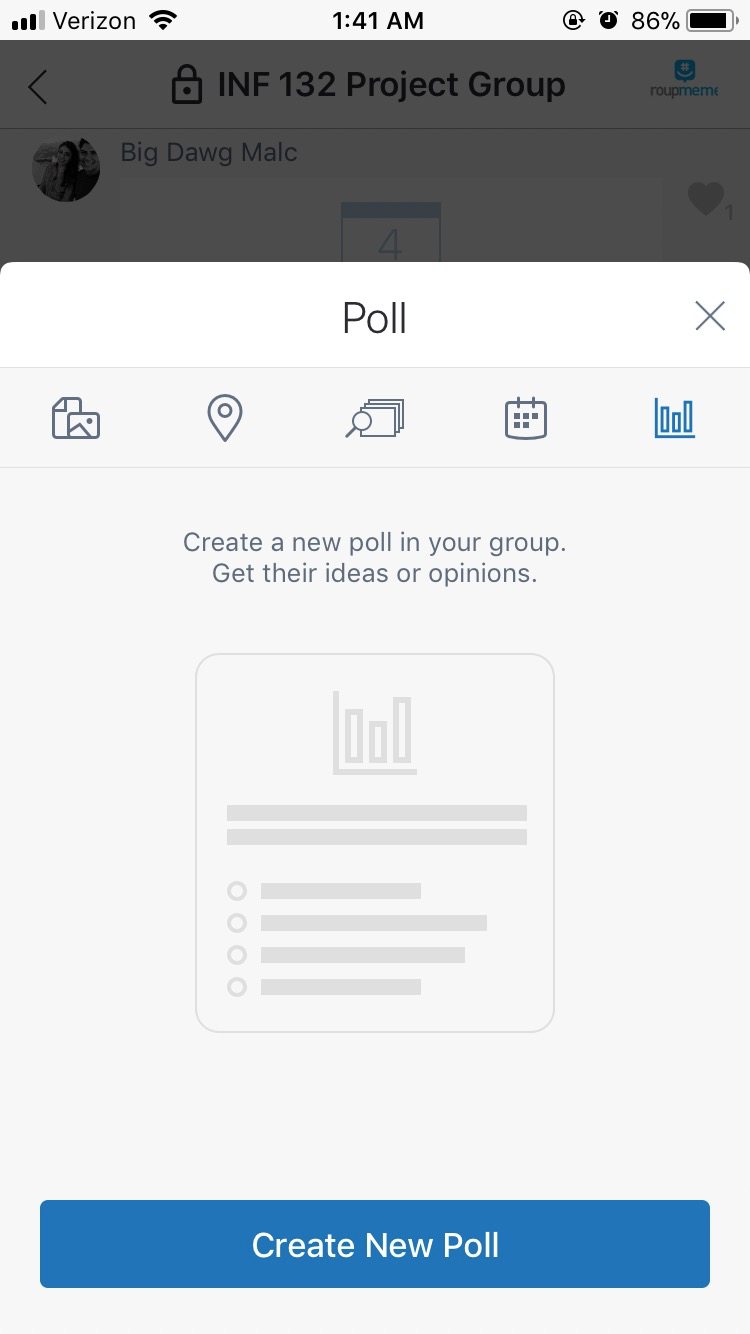 Verizon 1:41 AM 86%
INF 132 Project Group
#
roupmeme
Big Dawg Malc
4
1
Poll
Create a new poll in your group.
Get their ideas or opinions.
Create New Poll